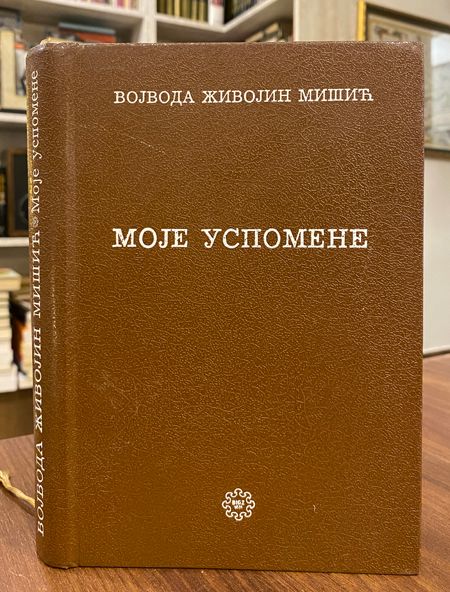 ВОЈВОДА ЖИВОЈИН МИШИЋ
МОЈЕ УСПОМЕНЕ
ВОЈВОДА ЖИВОЈИН МИШИЋ Моје успомене